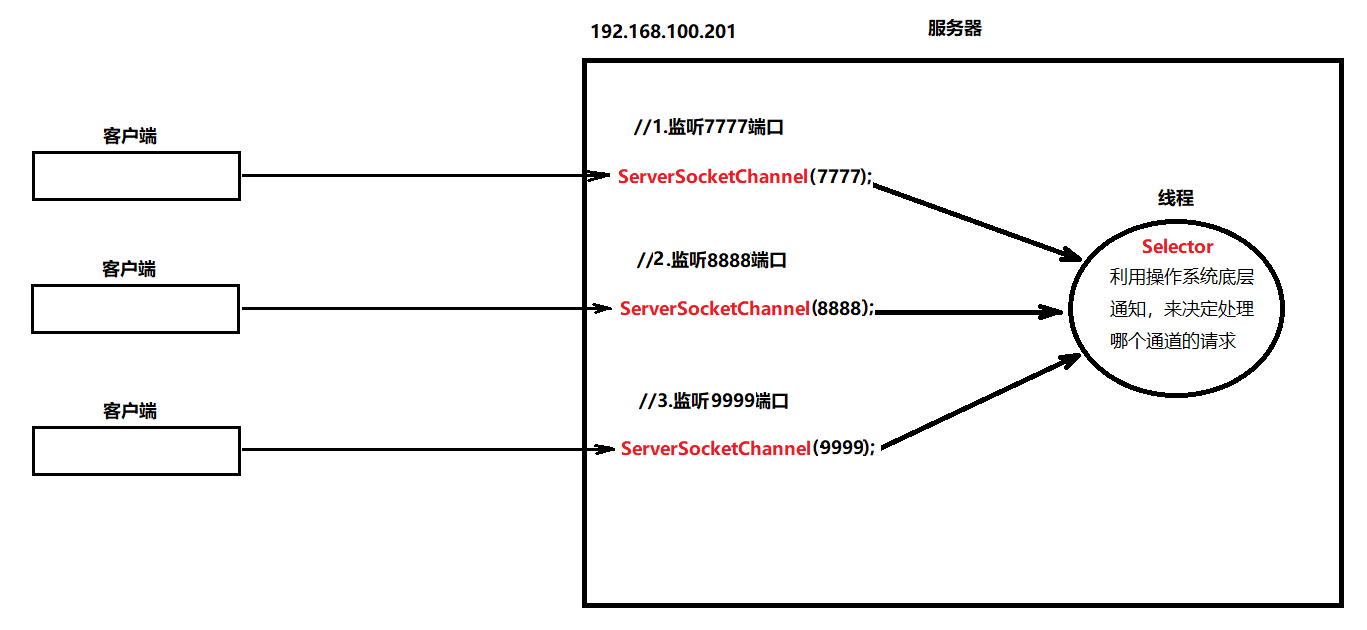 192.168.100.201
服务器
客户端
//1.监听7777端口
ServerSocketChannel(7777);
线程
Selector
利用操作系统底层
通知，来决定处理
哪个通道的请求
客户端
//2.监听8888端口
ServerSocketChannel(8888);
客户端
//3.监听9999端口
ServerSocketChannel(9999);